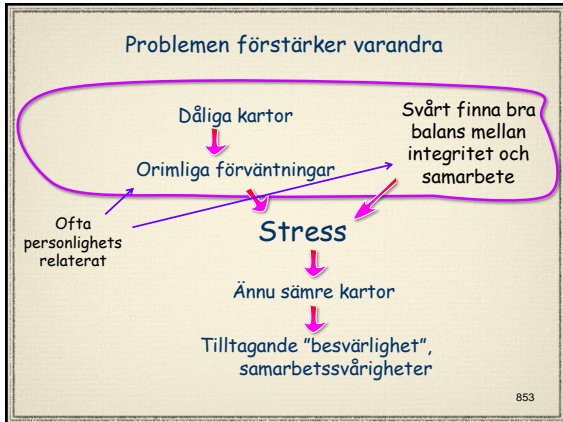 Problemen förstärker varandra
Dåliga kartor
Orimliga förväntningar
Svårt finna bra
balans mellan
integritet och
samarbete
Ofta
personlighets
relaterat
Stress
Ännu sämre kartor
Tilltagande "besvärlighet",
samarbetssvårigheter
853